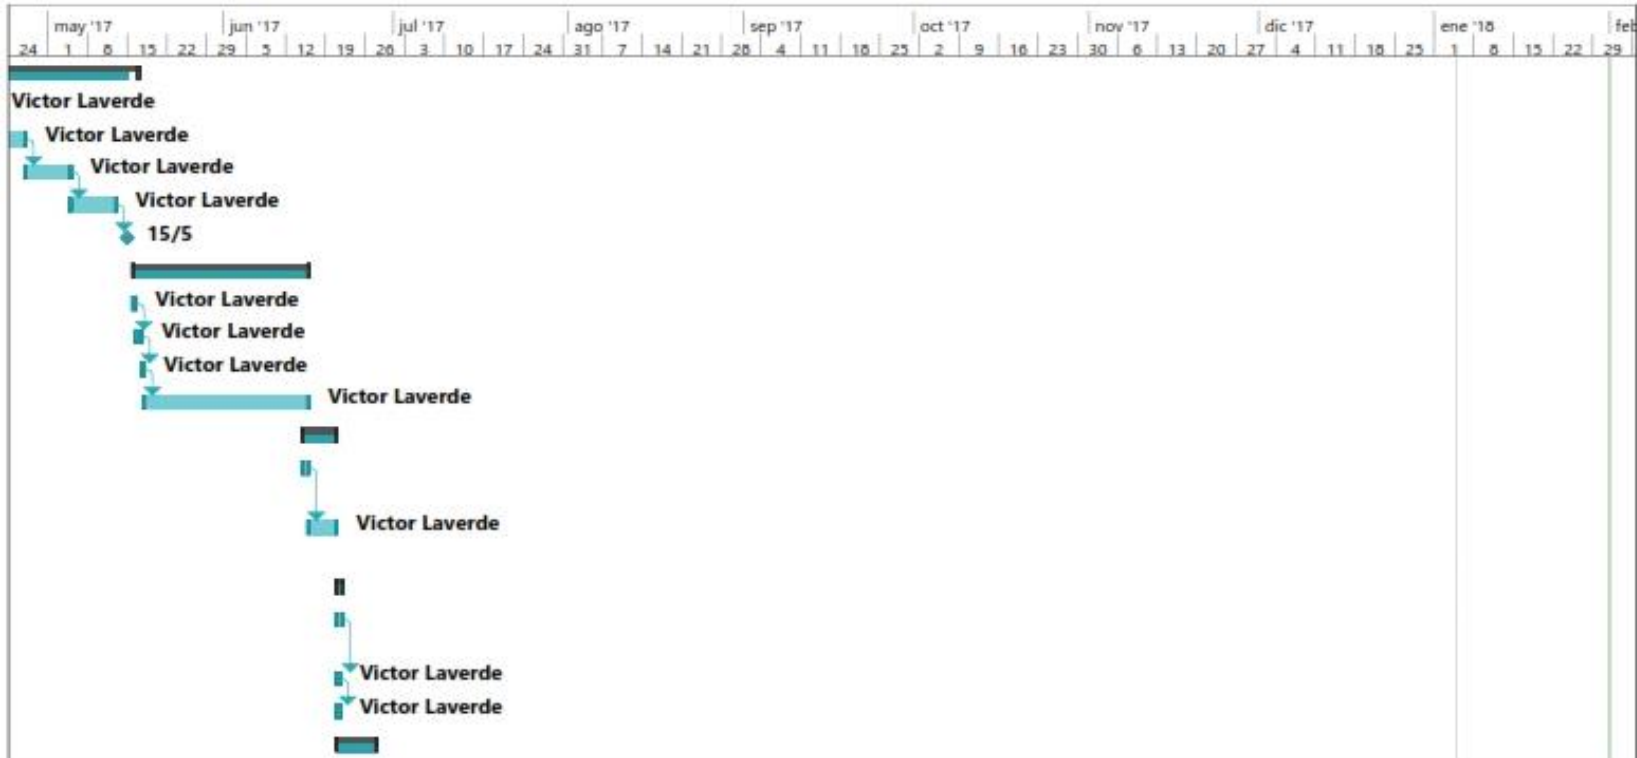 may '17 jun '17 jul '17 ago '17 sep '17 oct '17 nov '17 dic '17 ene '18 feb
24 1 8 15 22 29 5 12 19 26 3 10 17 24 31 7 14 21 28 4 11 18 25 2 9 16 23 30 6 13 20 27 4 11 18 25 1 8 15 22 29
Victor Laverde
Victor Laverde
Victor Laverde
Victor Laverde
15/5
Victor Laverde
Victor Laverde
Victor Laverde
Victor Laverde
Victor Laverde
Victor Laverde
Victor Laverde